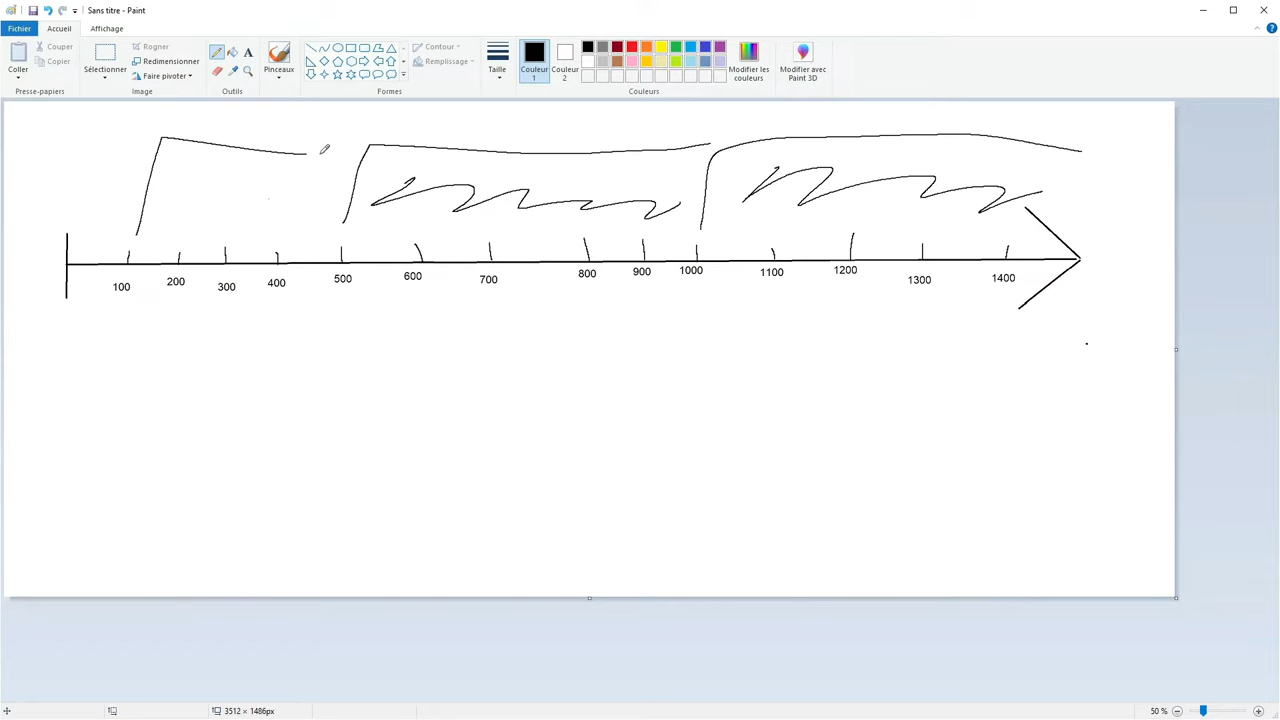 Sans titre - Paint
Fichier Accueil Affichage
Coller
Couper
Copier
Presse-papiers
Sélectionner
Rogner
Redimensionner
Faire pivoter
Image
A
Outils
Pinceaux
Contour
Remplissage
Formes
Taille
Couleur 1
Couleur 2
Modifier les couleurs
Couleurs
Modifier avec Paint 3D
100 200 300 400 500 600 700 800 900 1000 1100 1200 1300 1400
3512 × 1486px
50 %